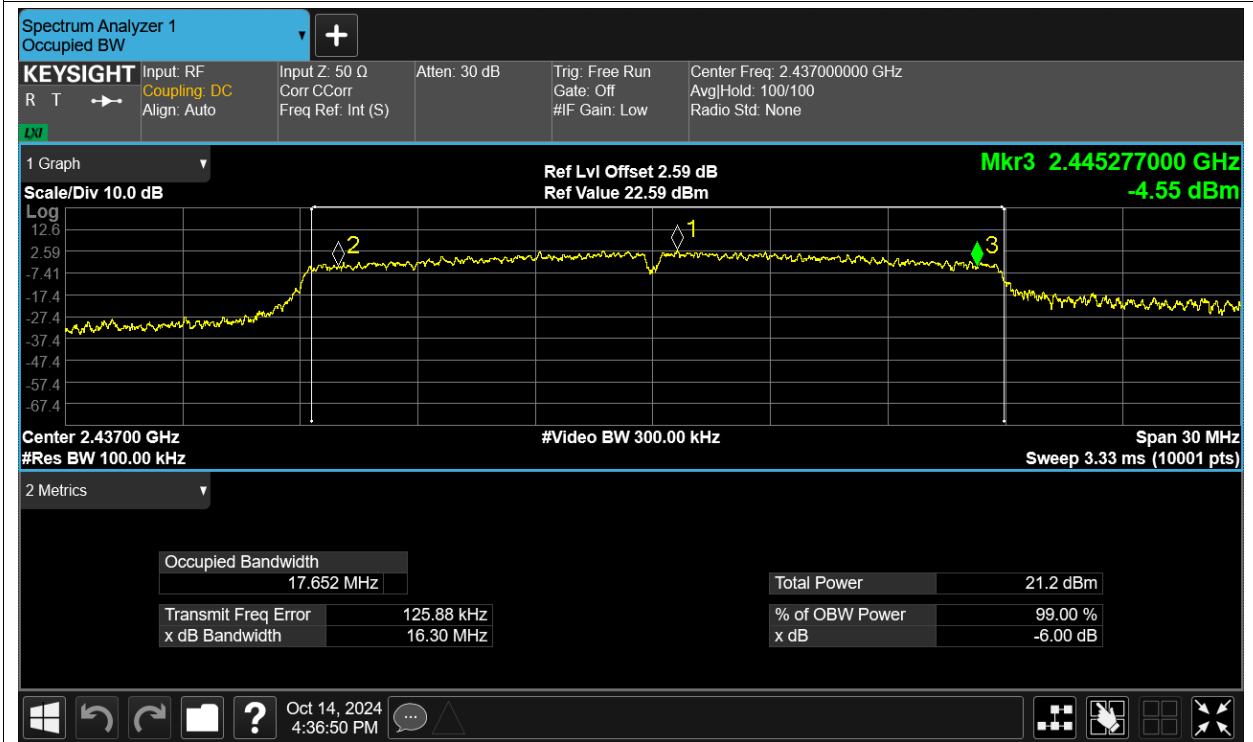 Spectrum Analyzer 1
Occupied BW
KEYSIGHT
R T
LXI
Input: RF
Coupling: DC
Align: Auto
Input Z: 50 Ω
Corr CCorr
Freq Ref: Int (S)
Atten: 30 dB
Trig: Free Run
Gate: Off
#IF Gain: Low
Center Freq: 2.437000000 GHz
Avg|Hold: 100/100
Radio Std: None
1 Graph
Scale/Div 10.0 dB
Ref Lvl Offset 2.59 dB
Ref Value 22.59 dBm
Mkr3 2.445277000 GHz
-4.55 dBm
Log
12.6
2.59
-7.41
-17.4
-27.4
-37.4
-47.4
-57.4
-67.4
2
1
3
Center 2.43700 GHz
#Res BW 100.00 kHz
#Video BW 300.00 kHz
Span 30 MHz
Sweep 3.33 ms (10001 pts)
2 Metrics
Occupied Bandwidth
17.652 MHz
Transmit Freq Error 125.88 kHz
x dB Bandwidth 16.30 MHz
Total Power 21.2 dBm
% of OBW Power 99.00 %
x dB -6.00 dB
?
Oct 14, 2024
4:36:50 PM